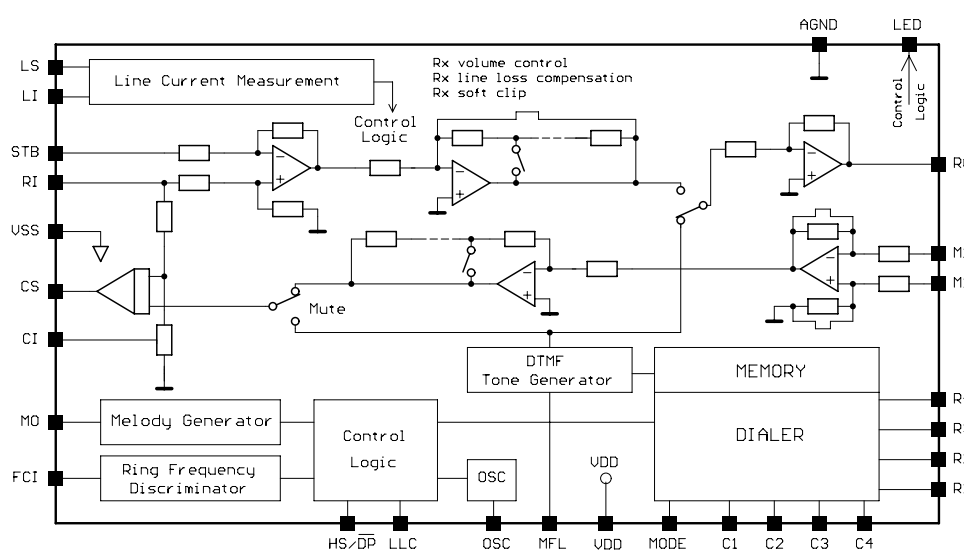 AGND
LED
LS
LI
Line Current Measurement
Rx volume control
Rx line loss compensation
Rx soft clip
Control
Logic
Control
Logic
STB
RI
VSS
CS
CI
Mute
DTMF
Tone Generator
MEMORY
DIALER
MO
Melody Generator
Control
Logic
FCI
Ring Frequency
Discriminator
OSC
VDD
HS/DP
LLC
OSC
MFL
VDD
MODE
C1
C2
C3
C4